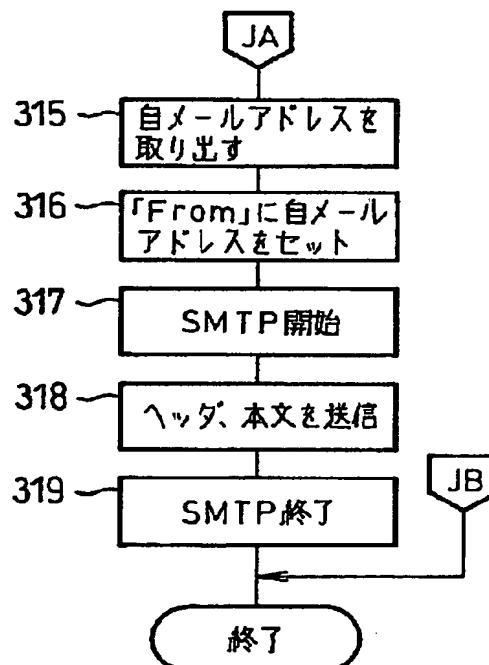 JA
315
自メールアドレスを
取り出す
316
「From」に自メール
アドレスをセット
317
SMTP開始
318
ヘッダ、本文を送信
319
SMTP終了
JB
終了